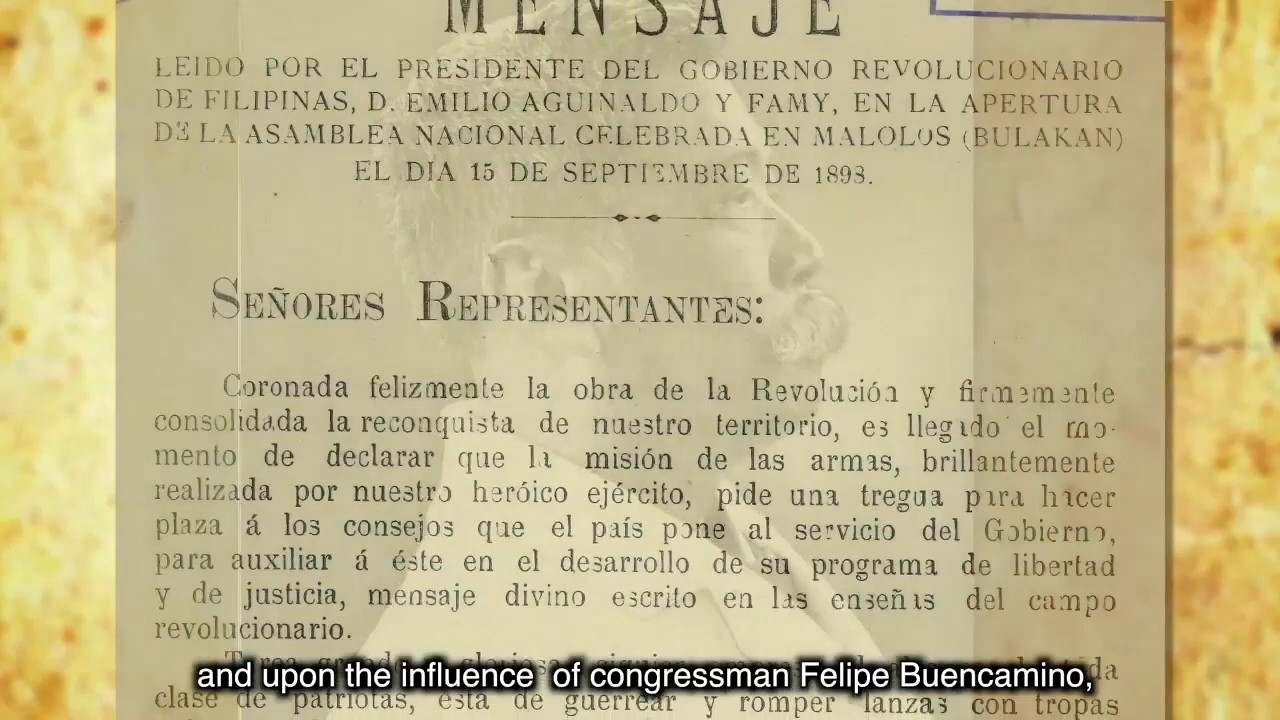 MENSAJE
LEIDO POR EL PRESIDENTE DEL GOBIERNO REVOLUCIONARIO
DE FILIPINAS, D. EMILIO AGUINALDO Y FAMY, EN LA APERTURA
DE LA ASAMBLEA NACIONAL CELEBRADA EN MALOLOS (BULAKAN)
EL DIA 15 DE SEPTIEMBRE DE 1898.
SEÑORES REPRESENTANTES:
Coronada felizmente la obra de la Revolución y firmemente
consolidada la reconquista de nuestro territorio, es llegado el mo-
mento de declarar que la misión de las armas, brillantemente
realizada por nuestro heróico ejército, pide una tregua para hacer
plaza á los consejos que el país pone al servicio del Gobierno,
para auxiliar á éste en el desarrollo de su programa de libertad
y de justicia, mensaje divino escrito en las enseñas del campo
revolucionario.
and upon the influence of congressman Felipe Buencamino,
clase de patriotas, esta de guerrear y romper lanzas con tropas